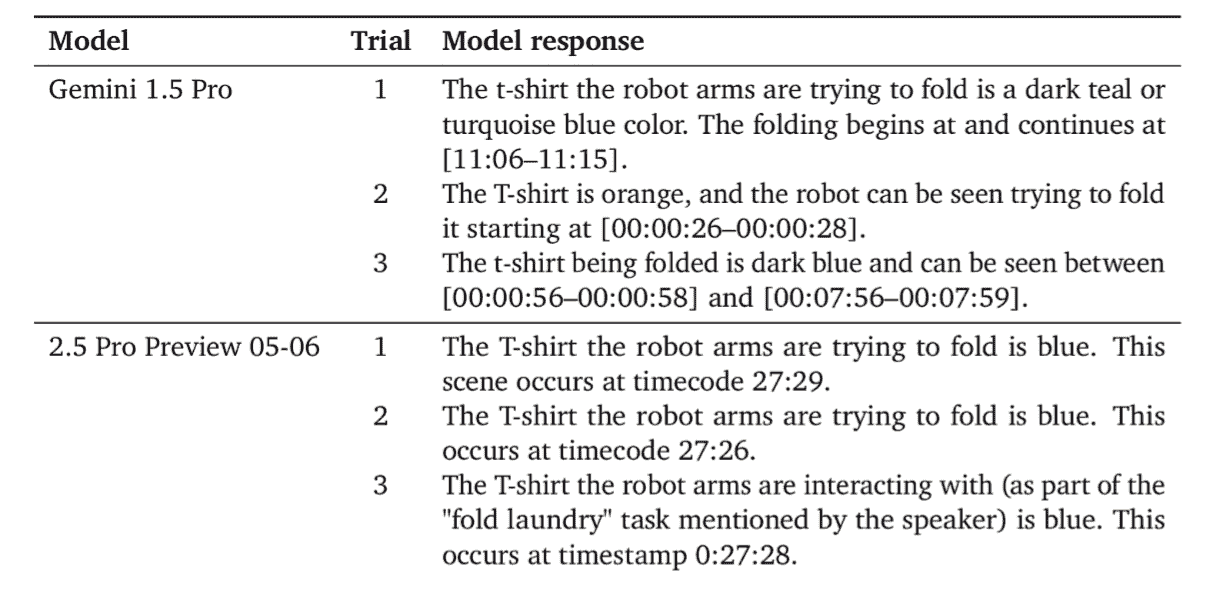 Model Trial Model response
Gemini 1.5 Pro 1 The t-shirt the robot arms are trying to fold is a dark teal or
turquoise blue color. The folding begins at and continues at
[11:06–11:15].
2 The T-shirt is orange, and the robot can be seen trying to fold
it starting at [00:00:26–00:00:28].
3 The t-shirt being folded is dark blue and can be seen between
[00:00:56–00:00:58] and [00:07:56–00:07:59].
2.5 Pro Preview 05-06 1 The T-shirt the robot arms are trying to fold is blue. This
scene occurs at timecode 27:29.
2 The T-shirt the robot arms are trying to fold is blue. This
occurs at timecode 27:26.
3 The T-shirt the robot arms are interacting with (as part of the
"fold laundry" task mentioned by the speaker) is blue. This
occurs at timestamp 0:27:28.